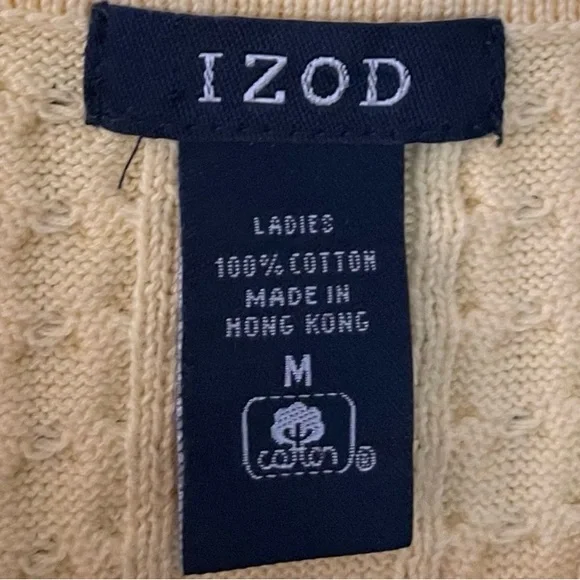 IZOD
LADIES
100% COTTON
MADE IN
HONG KONG
M
cotton®